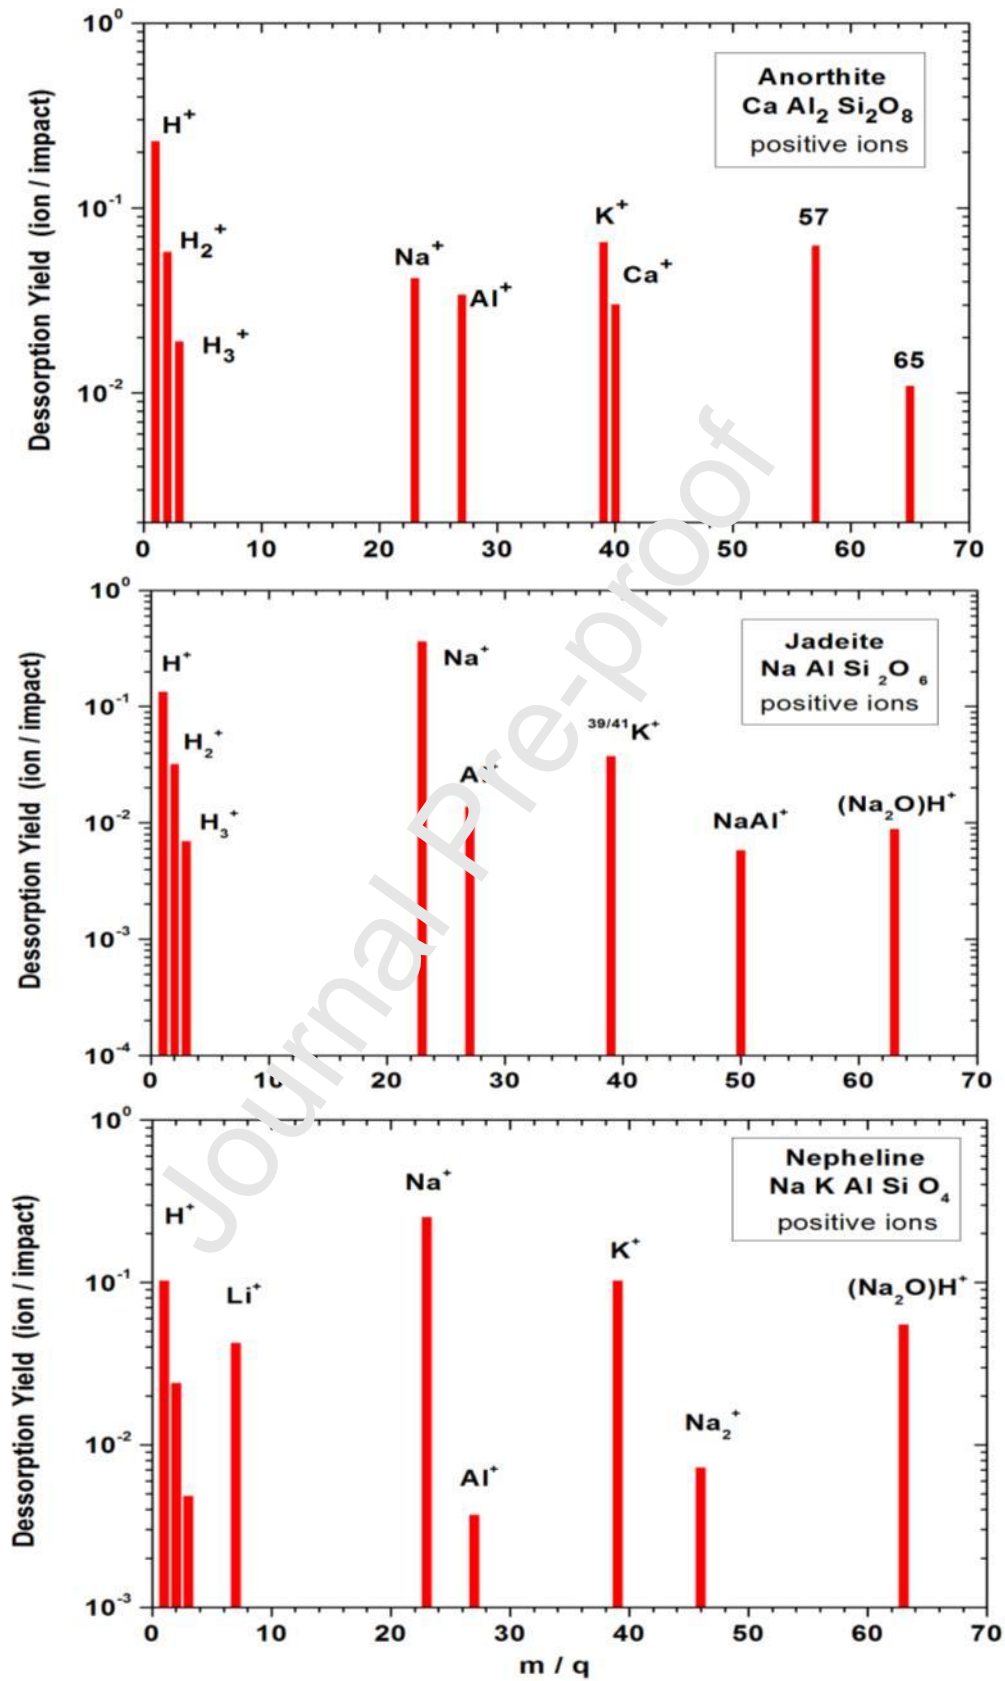 10⁰
Anorthite
Ca Al₂ Si₂O₈
positive ions
H⁺
10⁻¹
K⁺
57
H₂⁺
Na⁺
Ca⁺
Al⁺
H₃⁺
65
10⁻²
Dessorption Yield (ion / impact)
0 10 20 30 40 50 60 70
10⁰
Jadeite
Na Al Si ₂O ₆
positive ions
H⁺
Na⁺
10⁻¹
³⁹/⁴¹K⁺
H₂⁺
(Na₂O)H⁺
NaAl⁺
H₃⁺
10⁻²
10⁻³
10⁻⁴
Dessorption Yield (ion / impact)
0 10 20 30 40 50 60 70
10⁰
Nepheline
Na K Al Si O₄
positive ions
Na⁺
H⁺
K⁺
10⁻¹
Li⁺
(Na₂O)H⁺
Na₂⁺
10⁻²
Al⁺
10⁻³
Dessorption Yield (ion / impact)
0 10 20 30 40 50 60 70
m / q
Journal Pre-proof